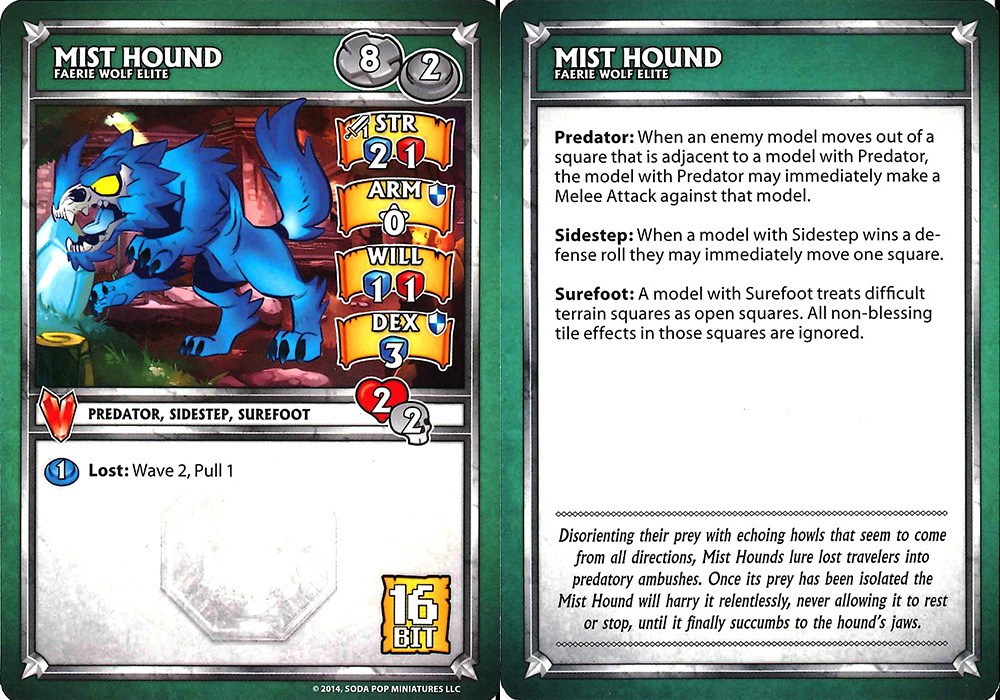 MIST HOUND
FAERIE WOLF ELITE
8
2
STR
2 1
ARM
0
WILL
1 1
DEX
3
PREDATOR, SIDESTEP, SUREFOOT
2
2
1 Lost: Wave 2, Pull 1
16
BIT
© 2014, SODA POP MINIATURES LLC
MIST HOUND
FAERIE WOLF ELITE
Predator: When an enemy model moves out of a
square that is adjacent to a model with Predator,
the model with Predator may immediately make a
Melee Attack against that model.
Sidestep: When a model with Sidestep wins a de-
fense roll they may immediately move one square.
Surefoot: A model with Surefoot treats difficult
terrain squares as open squares. All non-blessing
tile effects in those squares are ignored.
Disorienting their prey with echoing howls that seem to come
from all directions, Mist Hounds lure lost travelers into
predatory ambushes. Once its prey has been isolated the
Mist Hound will harry it relentlessly, never allowing it to rest
or stop, until it finally succumbs to the hound's jaws.